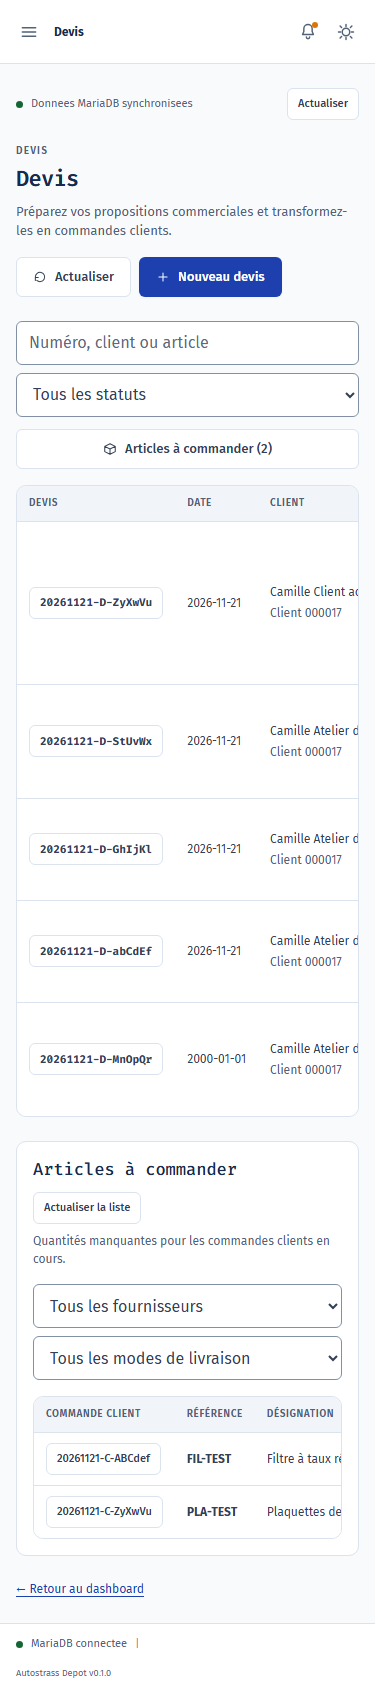 Devis
Donnees MariaDB synchronisees
Actualiser
DEVIS
Devis
Préparez vos propositions commerciales et transformez-
les en commandes clients.
Actualiser
Nouveau devis
Numéro, client ou article
Tous les statuts
Articles à commander (2)
DEVIS DATE CLIENT
20261121-D-ZyXwVu 2026-11-21 Camille Client ac
Client 000017
20261121-D-StUvWx 2026-11-21 Camille Atelier d
Client 000017
20261121-D-GhIjKl 2026-11-21 Camille Atelier d
Client 000017
20261121-D-abCdEf 2026-11-21 Camille Atelier d
Client 000017
20261121-D-MnOpQr 2000-01-01 Camille Atelier d
Client 000017
Articles à commander
Actualiser la liste
Quantités manquantes pour les commandes clients en
cours.
Tous les fournisseurs
Tous les modes de livraison
COMMANDE CLIENT RÉFÉRENCE DÉSIGNATION
20261121-C-ABCdef FIL-TEST Filtre à taux ré
20261121-C-ZyXwVu PLA-TEST Plaquettes de
← Retour au dashboard
MariaDB connectee |
Autostrass Depot v0.1.0